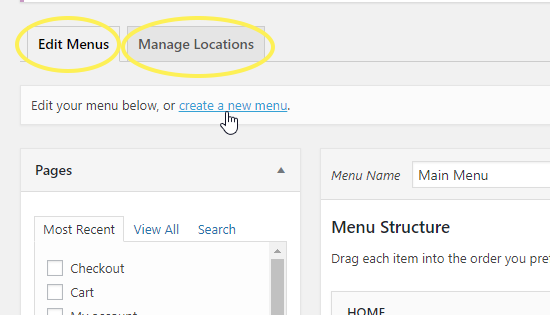 Edit Menus
Manage Locations
Edit your menu below, or create a new menu.
Pages
Most Recent
View All
Search
Checkout
Cart
My account
Menu Name
Main Menu
Menu Structure
Drag each item into the order you pre
HOME